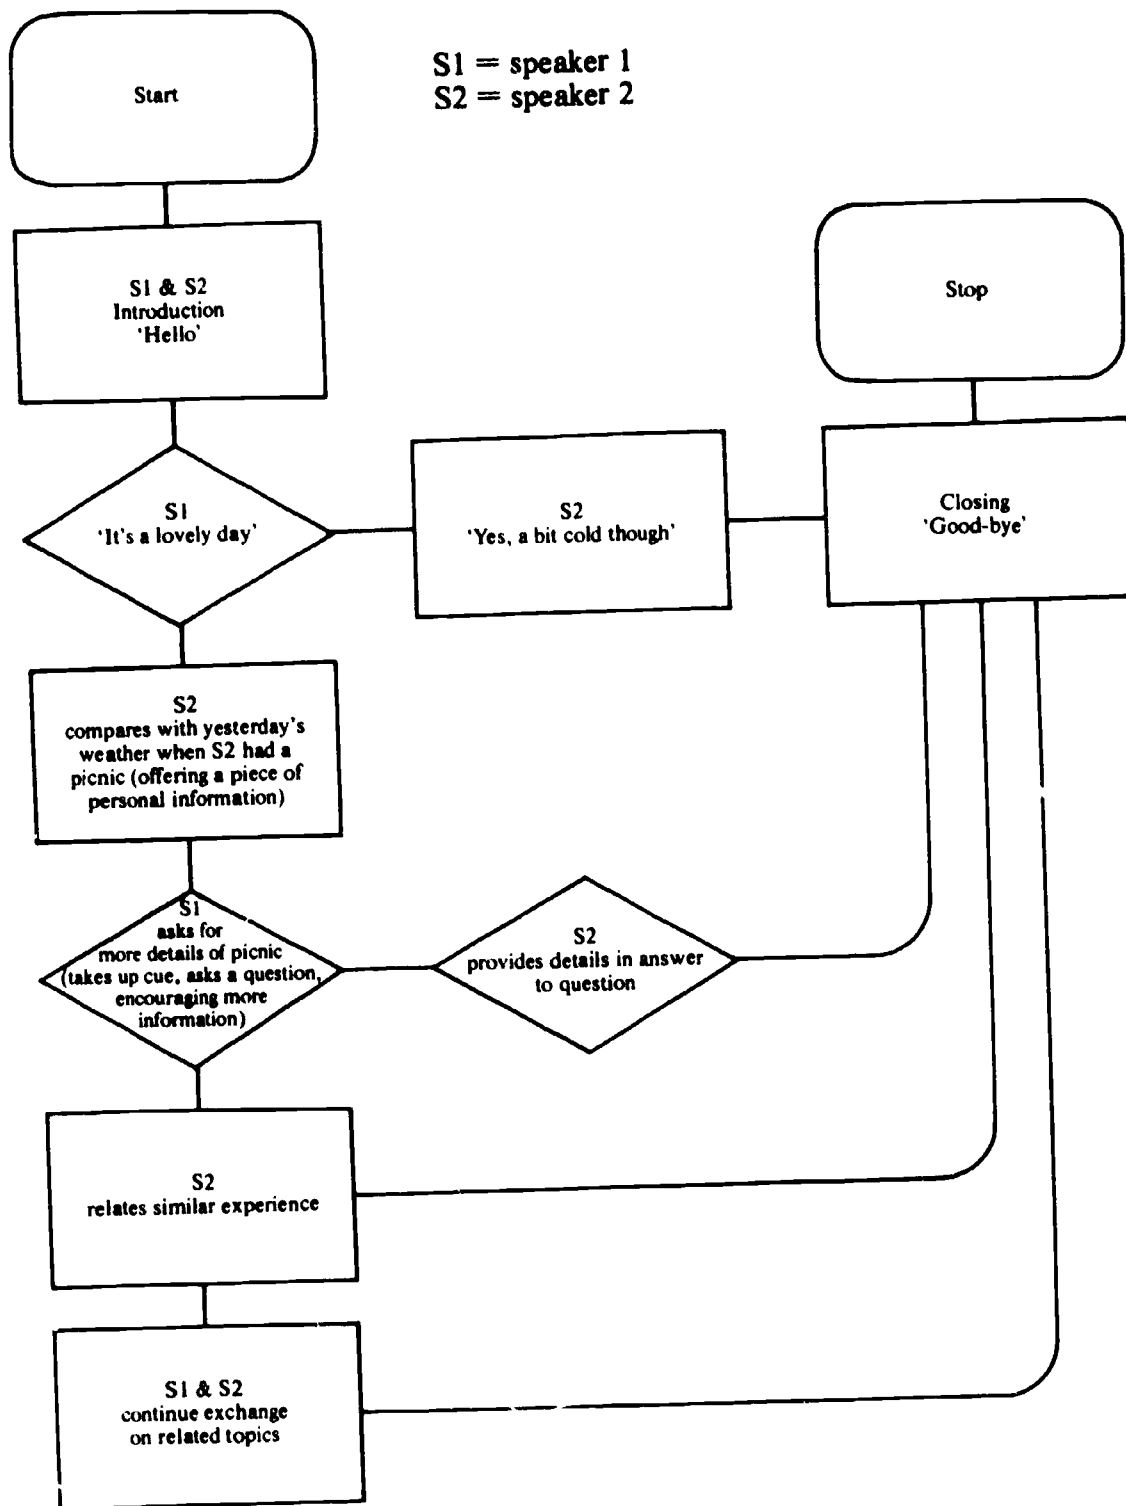 Start
S1 = speaker 1
S2 = speaker 2
S1 & S2
Introduction
'Hello'
Stop
S1
'It's a lovely day'
S2
'Yes, a bit cold though'
Closing
'Good-bye'
S2
compares with yesterday's
weather when S2 had a
picnic (offering a piece of
personal information)
S1
asks for
more details of picnic
(takes up cue, asks a question,
encouraging more
information)
S2
provides details in answer
to question
S2
relates similar experience
S1 & S2
continue exchange
on related topics